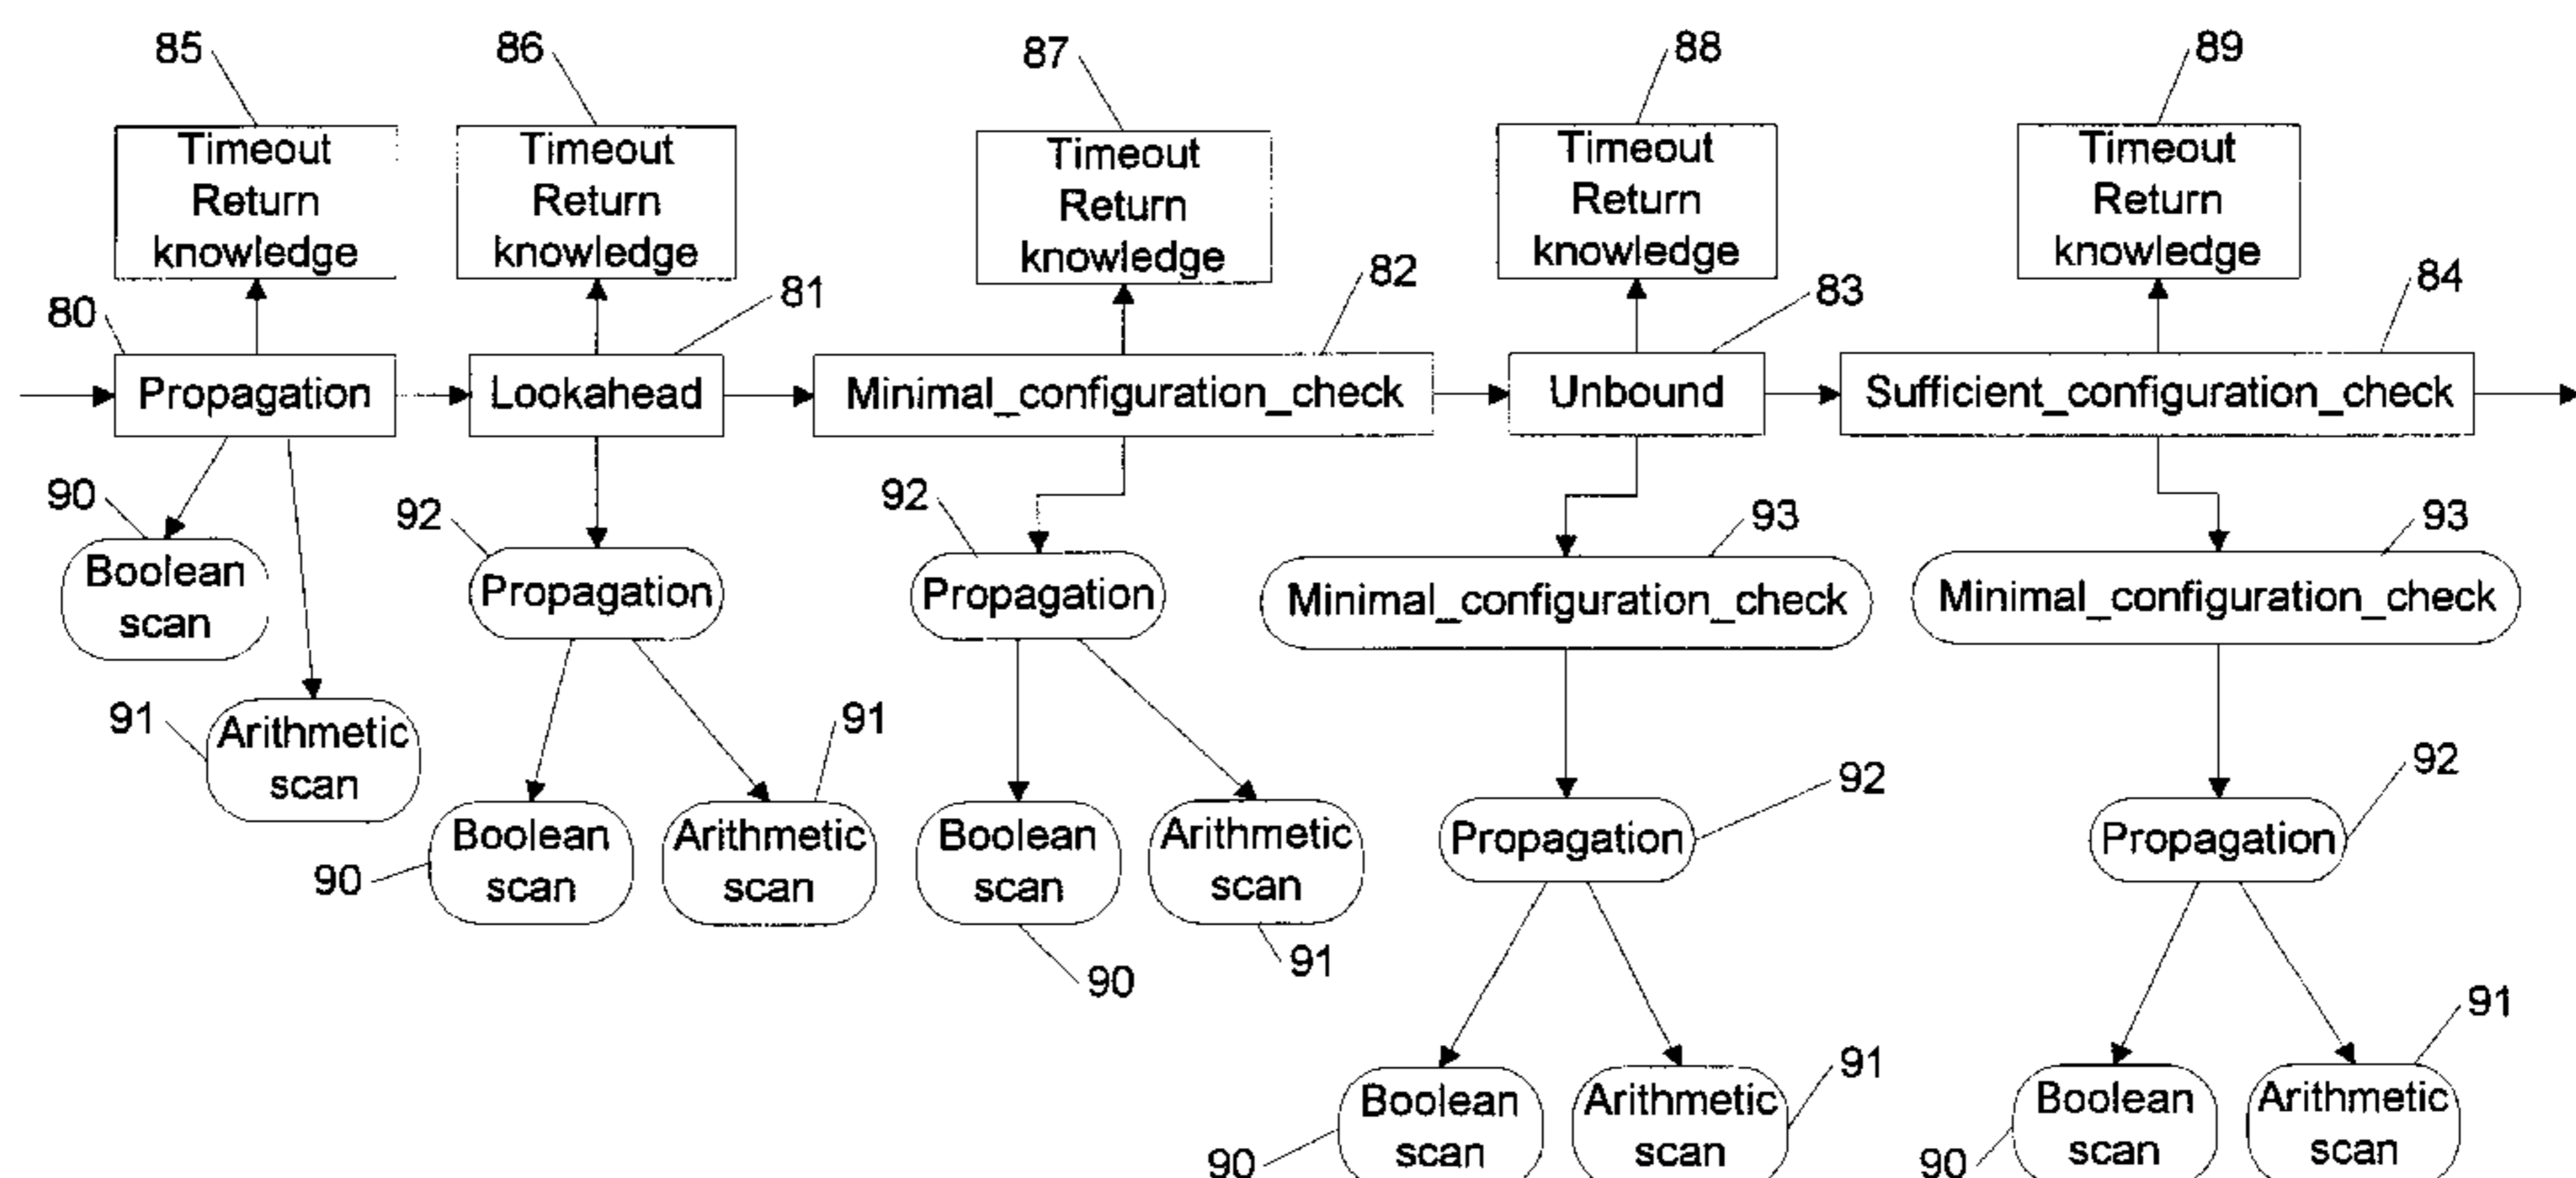 85
86
87
88
89
Timeout
Return
knowledge
Timeout
Return
knowledge
Timeout
Return
knowledge
Timeout
Return
knowledge
Timeout
Return
knowledge
80
81
82
83
84
Propagation
Lookahead
Minimal_configuration_check
Unbound
Sufficient_configuration_check
90
92
92
93
93
Boolean
scan
Propagation
Propagation
Minimal_configuration_check
Minimal_configuration_check
91
Arithmetic
scan
91
92
92
90
Boolean
scan
Arithmetic
scan
Boolean
scan
Arithmetic
scan
Propagation
Propagation
90
91
91
91
90
Boolean
scan
Arithmetic
scan
90
Boolean
scan
Arithmetic
scan